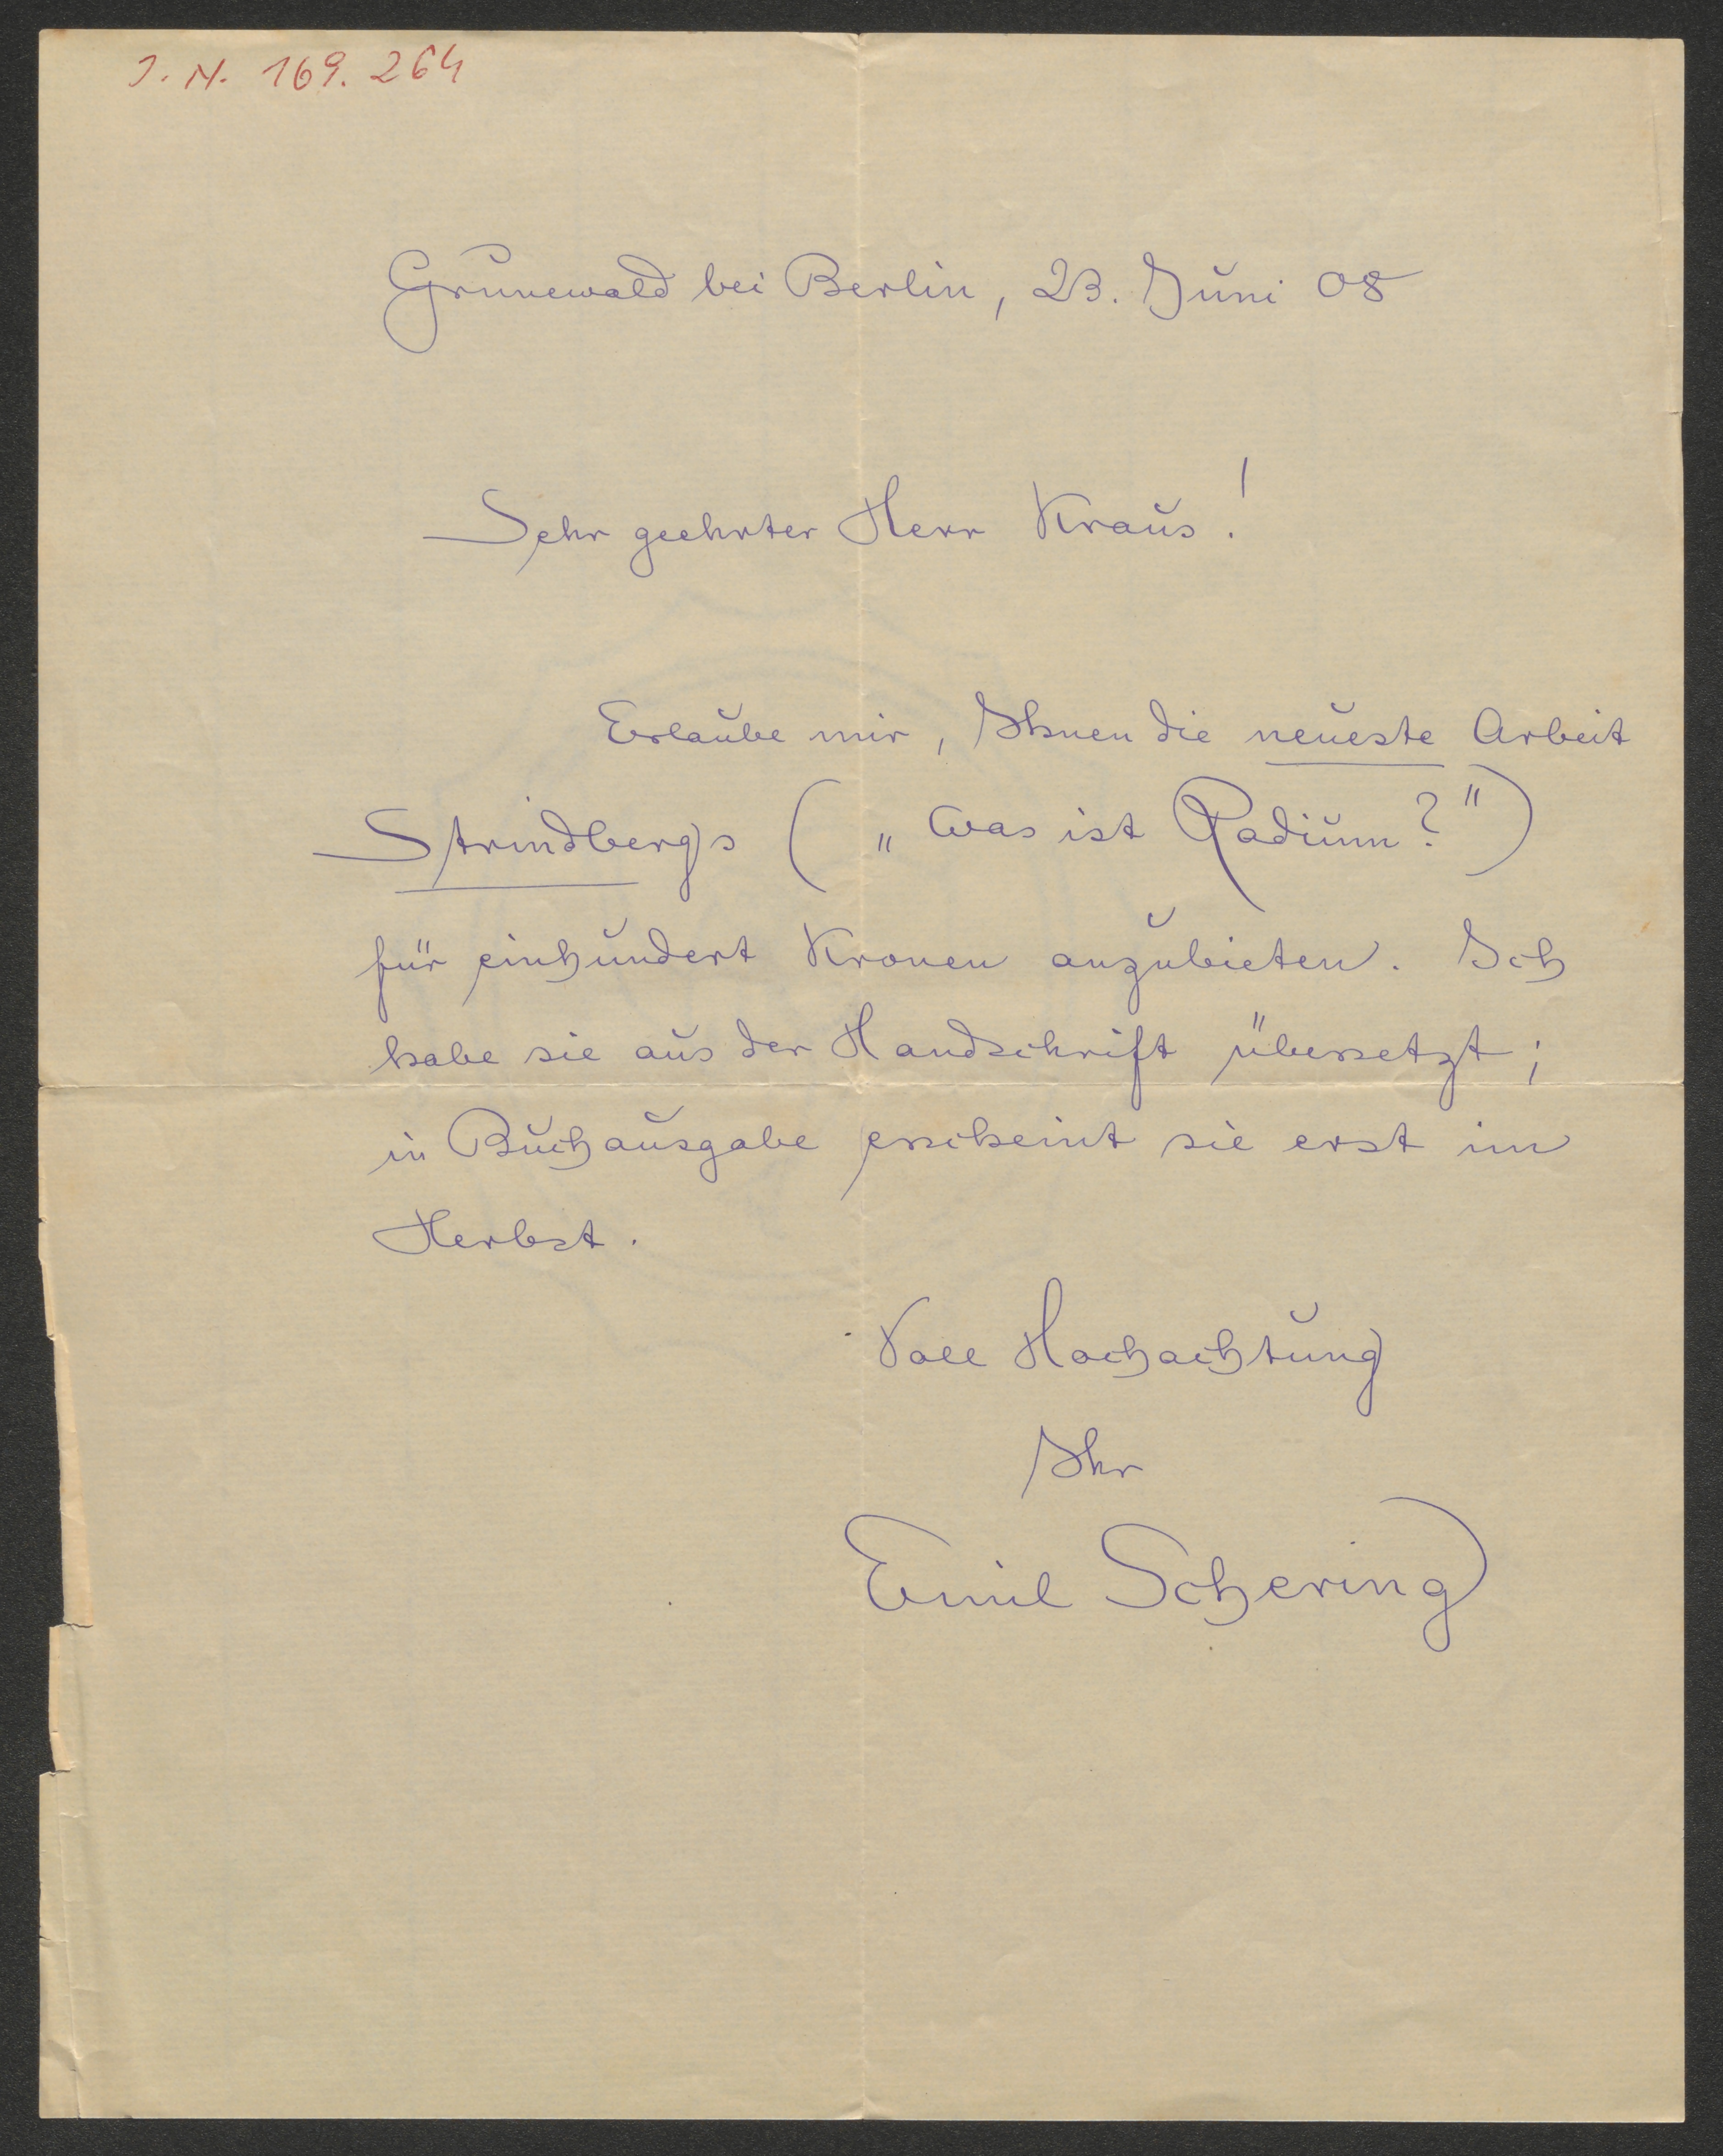 J. N. 169.264
Grunewald bei Berlin, 23. Juni 08
Sehr geehrter Herr Kraus!
Erlaube mir, Ihnen die neueste Arbeit
Strindbergs („Was ist Radium?")
für einhundert Kronen anzubieten. Ich
habe sie aus der Handschrift übersetzt;
in Buchausgabe erscheint sie erst im
Herbst.
Voll Hochachtung
Ihr
Emil Schering